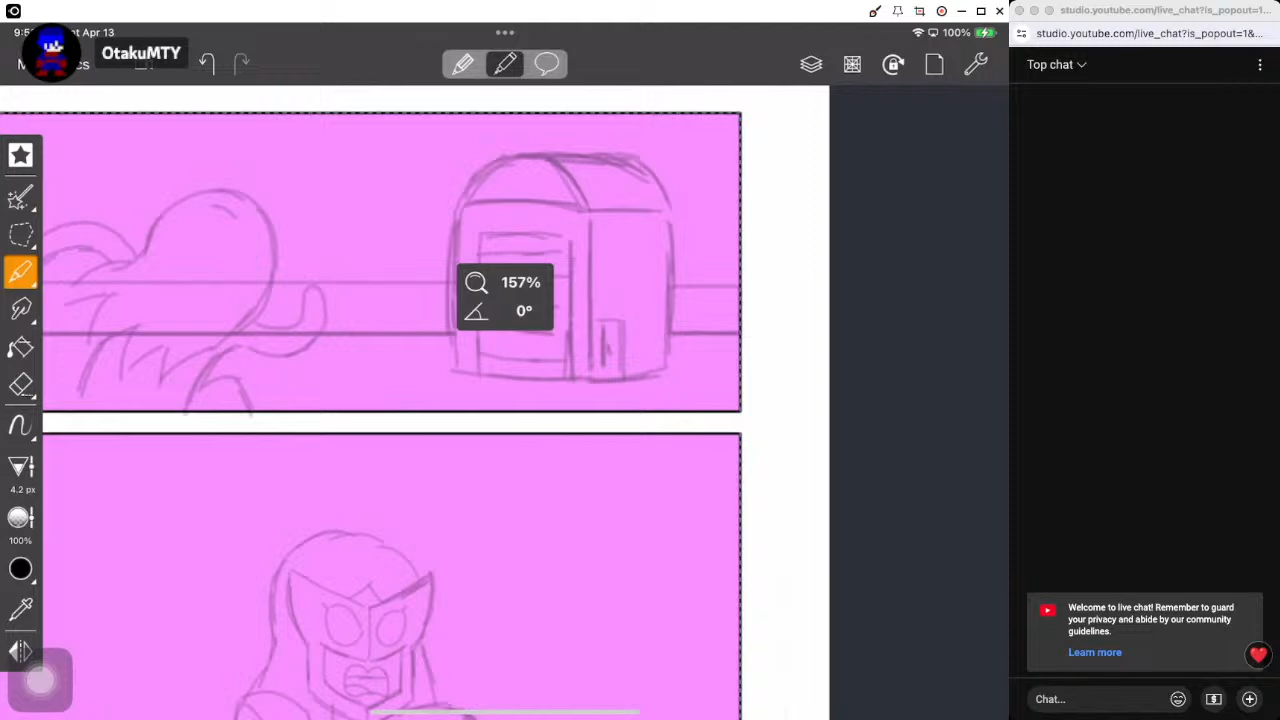 studio.youtube.com/live_chat?is_popout=1...
studio.youtube.com/live_chat?is_popout=1&...
OtakuMTY
Apr 13
100%
Top chat
157%
0°
4.2 px
100%
Welcome to live chat! Remember to guard
your privacy and abide by our community
guidelines.
Learn more
Chat...